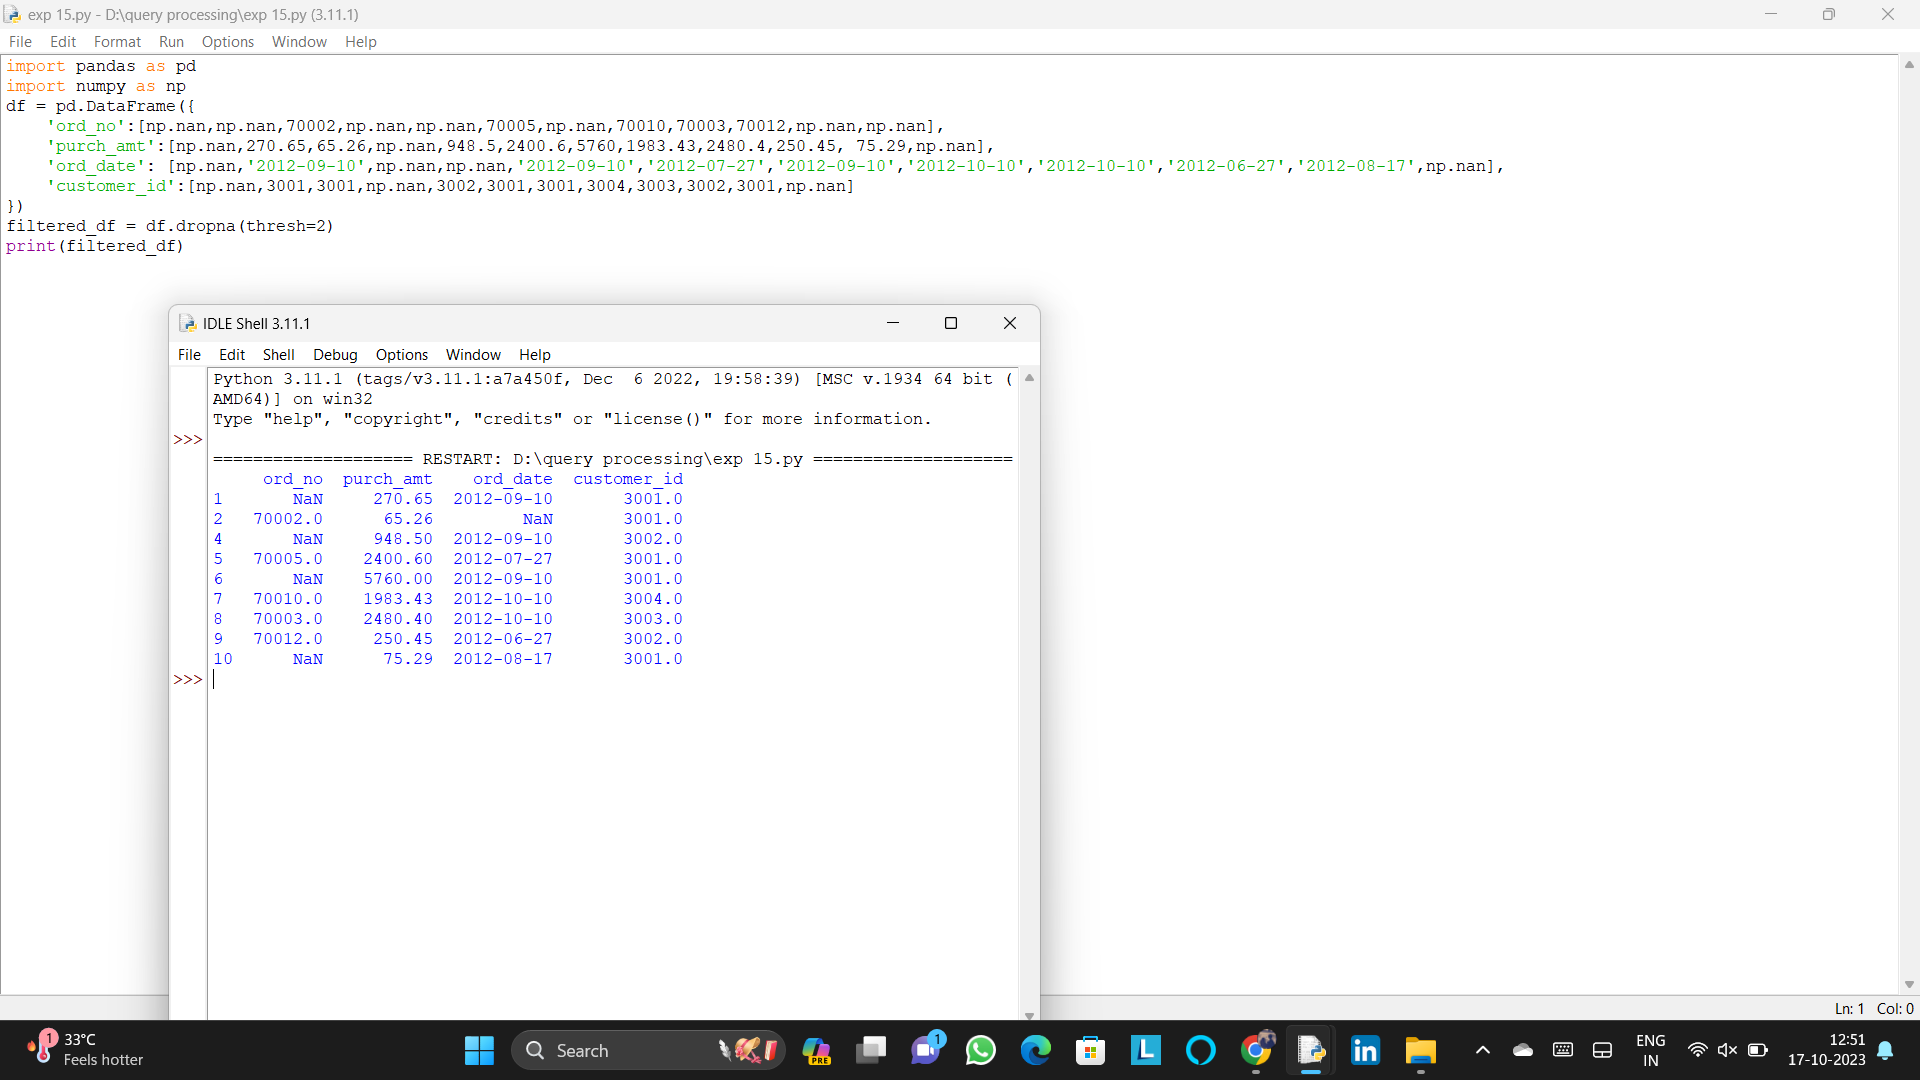 exp 15.py - D:\query processing\exp 15.py (3.11.1)
File Edit Format Run Options Window Help
import pandas as pd
import numpy as np
df = pd.DataFrame({
'ord_no':[np.nan,np.nan,70002,np.nan,np.nan,70005,np.nan,70010,70003,70012,np.nan,np.nan],
'purch_amt':[np.nan,270.65,65.26,np.nan,948.5,2400.6,5760,1983.43,2480.4,250.45, 75.29,np.nan],
'ord_date': [np.nan,'2012-09-10',np.nan,np.nan,'2012-09-10','2012-07-27','2012-09-10','2012-10-10','2012-10-10','2012-06-27','2012-08-17',np.nan],
'customer_id':[np.nan,3001,3001,np.nan,3002,3001,3001,3004,3003,3002,3001,np.nan]
})
filtered_df = df.dropna(thresh=2)
print(filtered_df)
IDLE Shell 3.11.1
File Edit Shell Debug Options Window Help
Python 3.11.1 (tags/v3.11.1:a7a450f, Dec  6 2022, 19:58:39) [MSC v.1934 64 bit (
AMD64)] on win32
Type "help", "copyright", "credits" or "license()" for more information.
>>>
==================== RESTART: D:\query processing\exp 15.py ====================
ord_no  purch_amt    ord_date  customer_id
1       NaN     270.65  2012-09-10       3001.0
2   70002.0      65.26         NaN       3001.0
4       NaN     948.50  2012-09-10       3002.0
5   70005.0    2400.60  2012-07-27       3001.0
6       NaN    5760.00  2012-09-10       3001.0
7   70010.0    1983.43  2012-10-10       3004.0
8   70003.0    2480.40  2012-10-10       3003.0
9   70012.0     250.45  2012-06-27       3002.0
10      NaN      75.29  2012-08-17       3001.0
>>>
Ln: 1 Col: 0
1
33°C
Feels hotter
Search
PRE
1
L
in
ENG
IN
12:51
17-10-2023